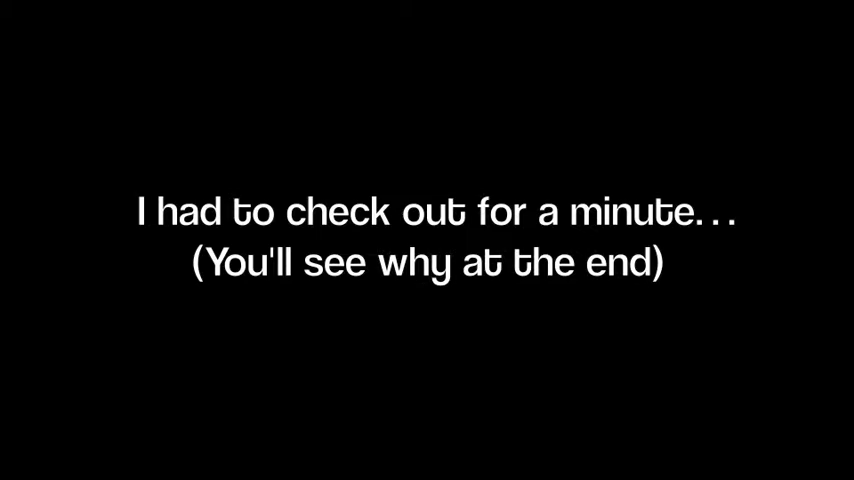 I had to check out for a minute...
(You'll see why at the end)